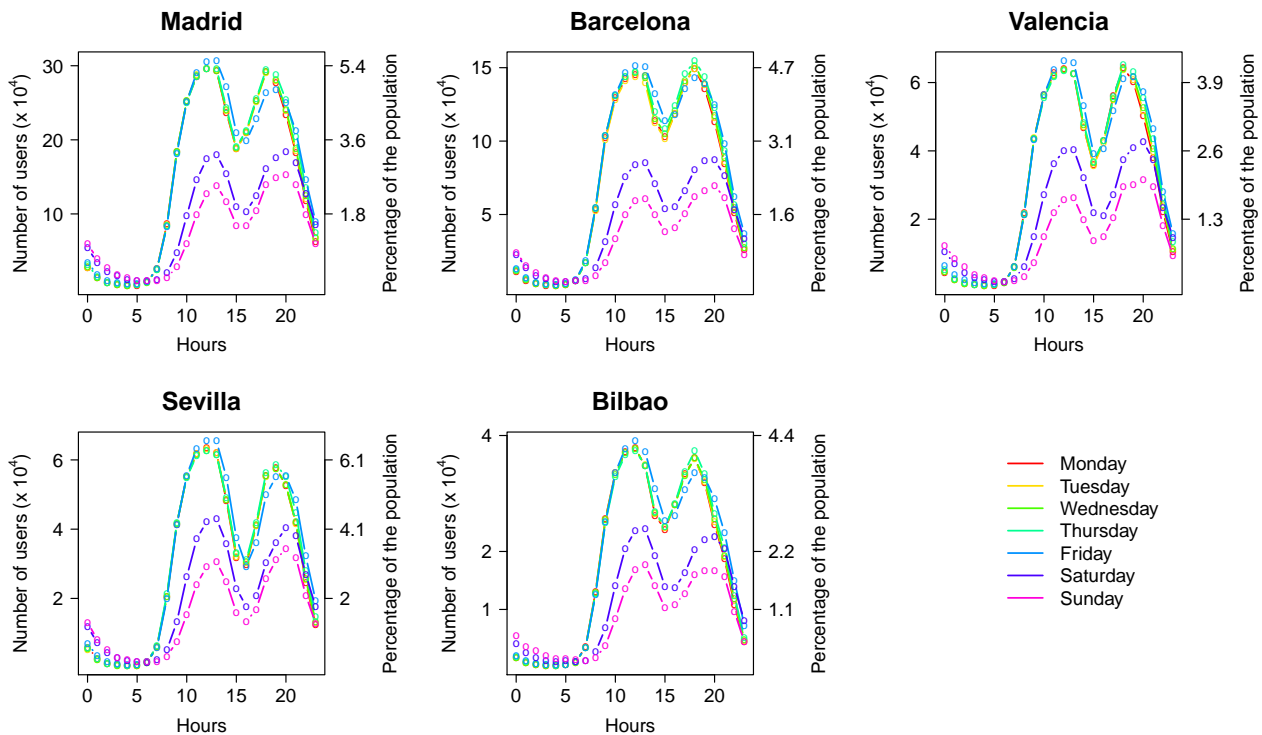 Madrid
Number of users (x 10⁴)
30
20
10
5.4
3.6
1.8
Percentage of the population
0 5 10 15 20
Hours
Barcelona
Number of users (x 10⁴)
15
10
5
4.7
3.1
1.6
Percentage of the population
0 5 10 15 20
Hours
Valencia
Number of users (x 10⁴)
6
4
2
3.9
2.6
1.3
Percentage of the population
0 5 10 15 20
Hours
Sevilla
Number of users (x 10⁴)
6
4
2
6.1
4.1
2
Percentage of the population
0 5 10 15 20
Hours
Bilbao
Number of users (x 10⁴)
4
2
1
4.4
2.2
1.1
Percentage of the population
0 5 10 15 20
Hours
Monday
Tuesday
Wednesday
Thursday
Friday
Saturday
Sunday